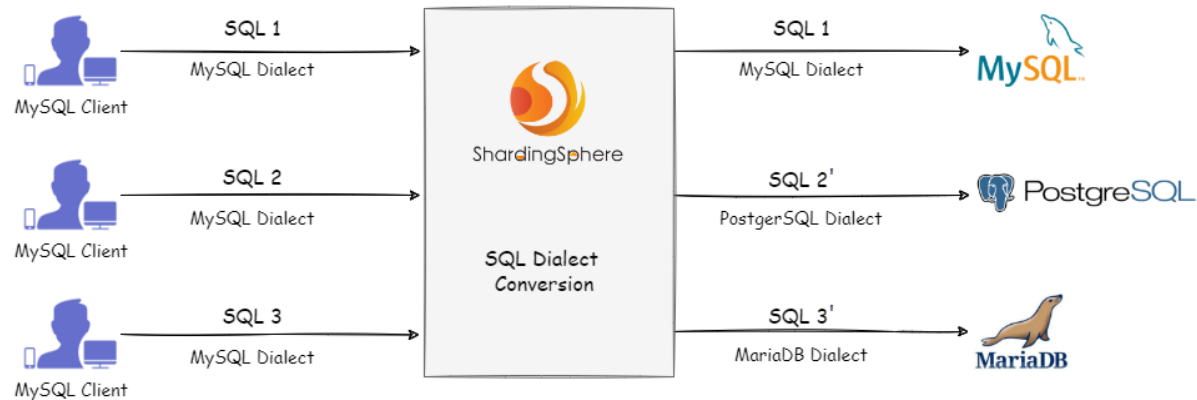 SQL 1
MySQL Dialect
MySQL Client
SQL 2
MySQL Dialect
MySQL Client
SQL 3
MySQL Dialect
MySQL Client
ShardingSphere
SQL Dialect
Conversion
SQL 1
MySQL Dialect
MySQL™
SQL 2'
PostgerSQL Dialect
PostgreSQL
SQL 3'
MariaDB Dialect
MariaDB